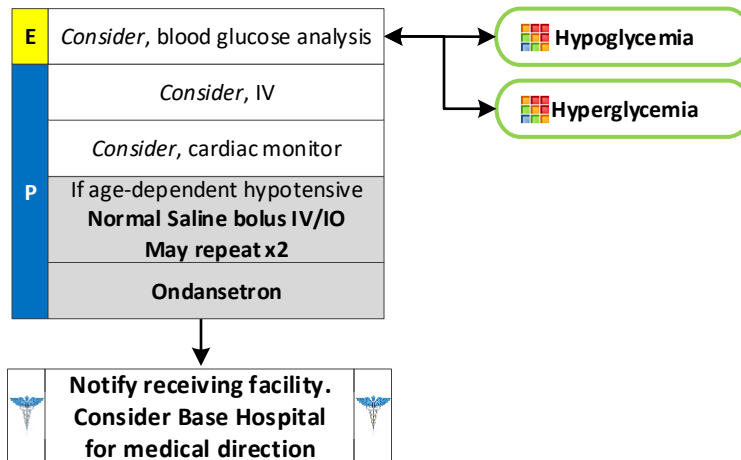 E
Consider, blood glucose analysis
Hypoglycemia
Hyperglycemia
P
Consider, IV
Consider, cardiac monitor
If age-dependent hypotensive
Normal Saline bolus IV/IO
May repeat x2
Ondansetron
Notify receiving facility.
Consider Base Hospital
for medical direction